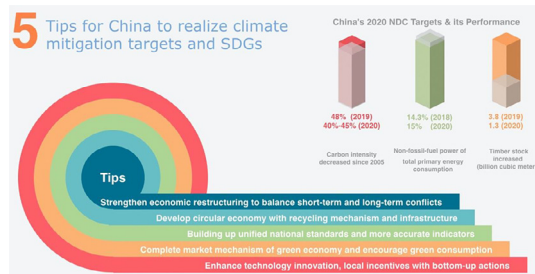 5
Tips for China to realize climate
mitigation targets and SDGs
China's 2020 NDC Targets & its Performance
48% (2019)
40%-45% (2020)
14.3% (2018)
15% (2020)
3.8 (2019)
1.3 (2020)
Carbon Intensity
decreased since 2005
Non-fossil-fuel power of
total primary energy
consumption
Timber stock
increased
(billion cubic meter
Tips
Strengthen economic restructuring to balance short-term and long-term conflicts
Develop circular economy with recycling mechanism and infrastructure
Building up unified national standards and more accurate indicators
Complete market mechanism of green economy and encourage green consumption
Enhance technology innovation, local incentives with bottom-up actions